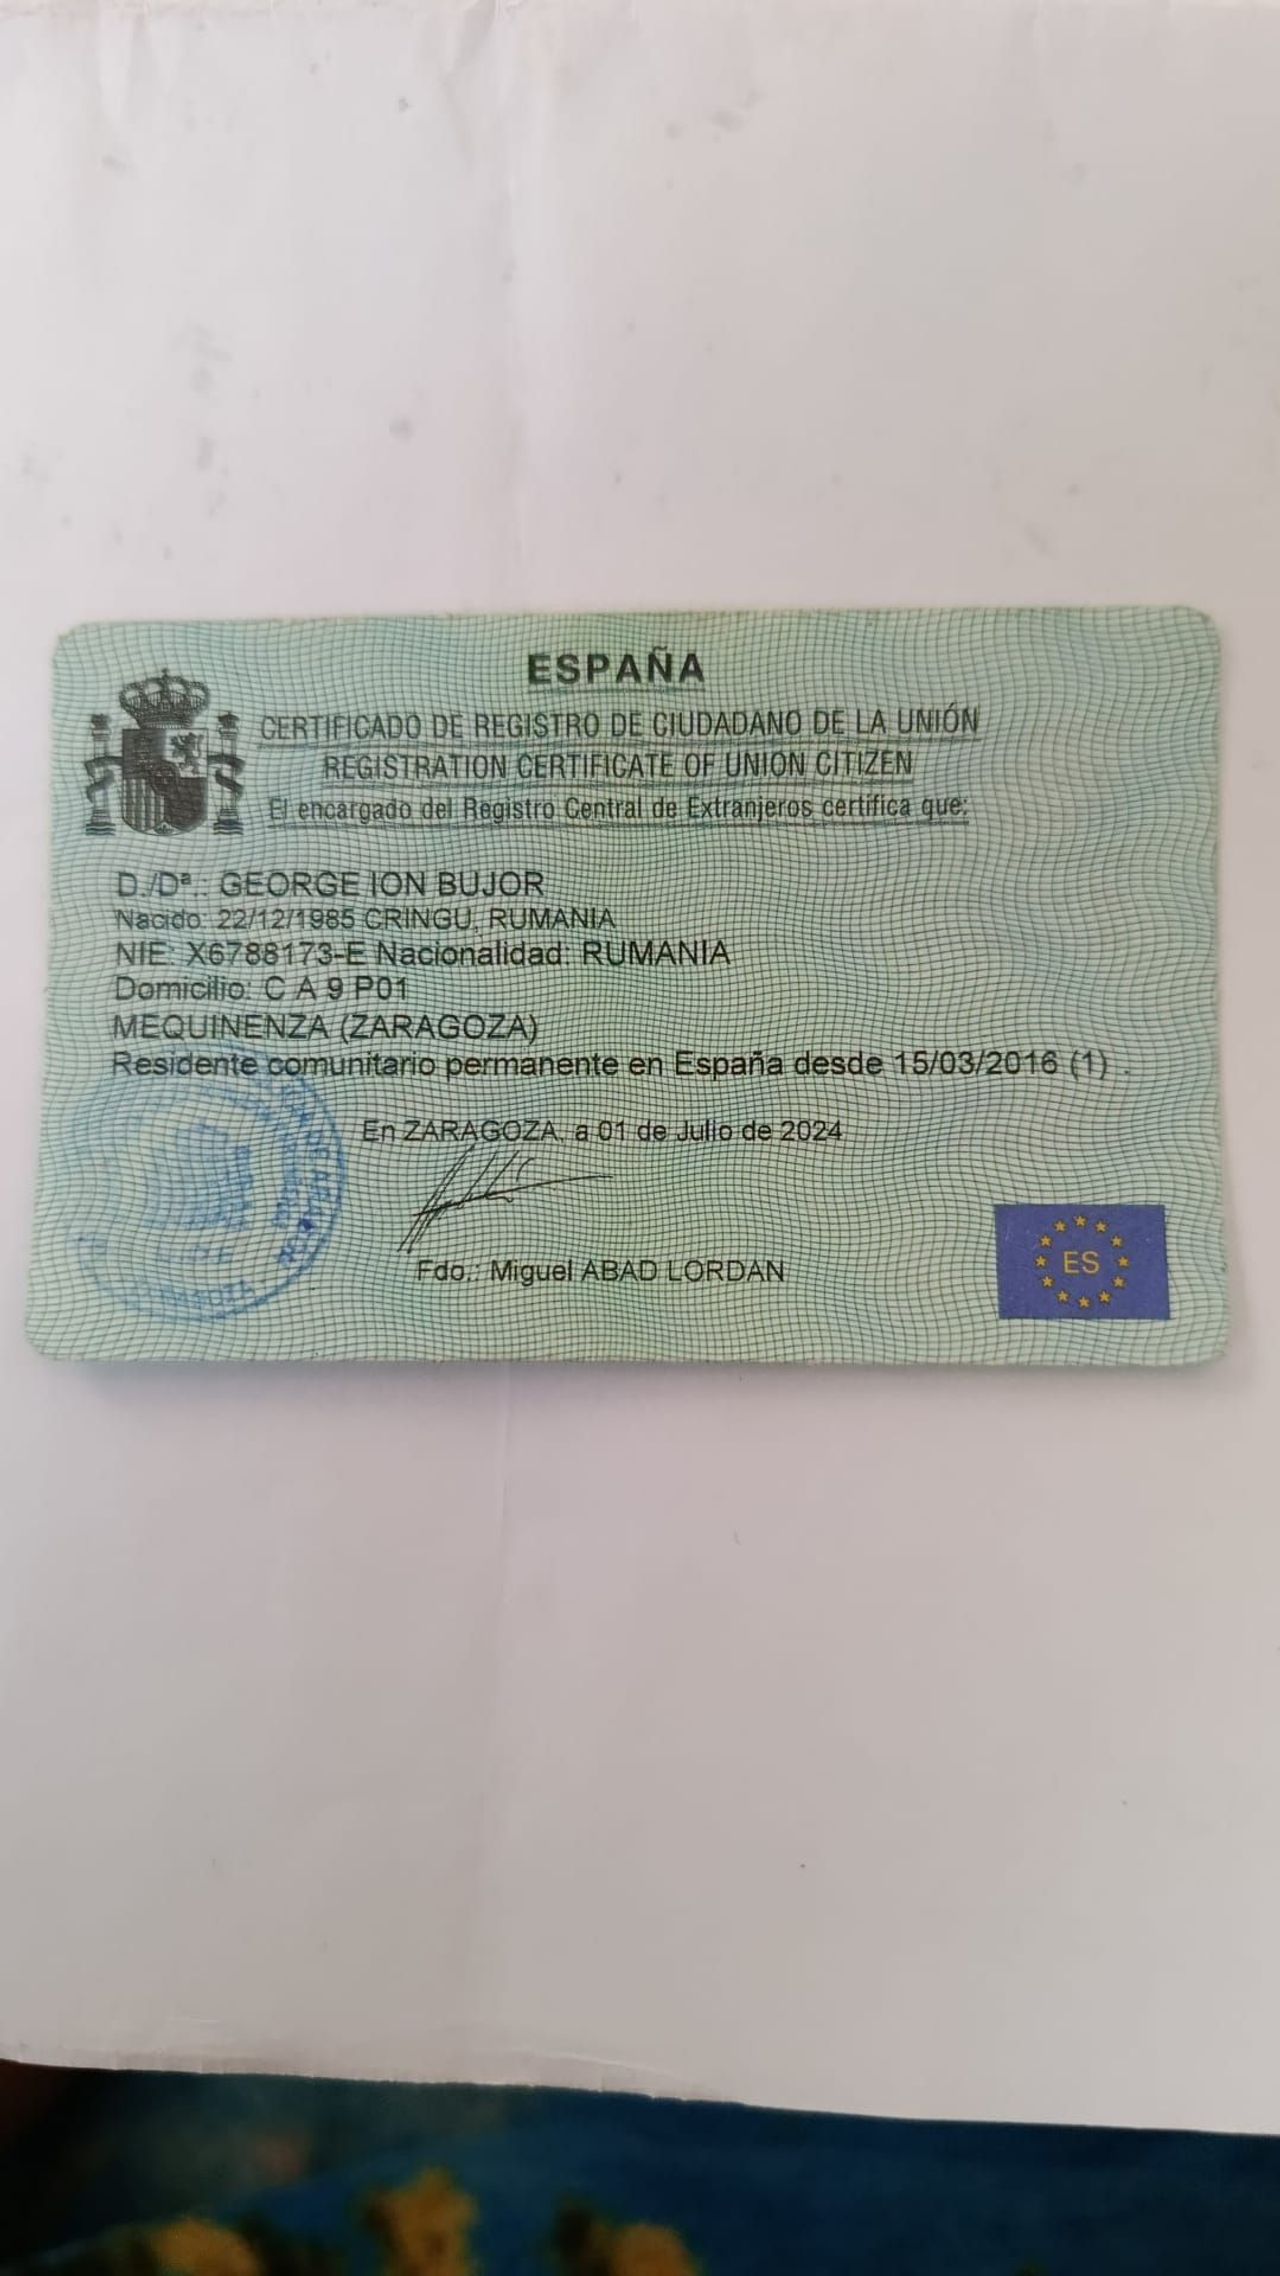 ESPAÑA
CERTIFICADO DE REGISTRO DE CIUDADANO DE LA UNIÓN
REGISTRATION CERTIFICATE OF UNION CITIZEN
El encargado del Registro Central de Extranjeros certifica que:
D./Dª.: GEORGE ION BUJOR
Nacido: 22/12/1985 CRINGU, RUMANIA
NIE: X6788173-E Nacionalidad: RUMANIA
Domicilio: C A 9 P01
MEQUINENZA (ZARAGOZA)
Residente comunitario permanente en España desde 15/03/2016 (1) .
En ZARAGOZA, a 01 de Julio de 2024
Fdo.: Miguel ABAD LORDAN
ES